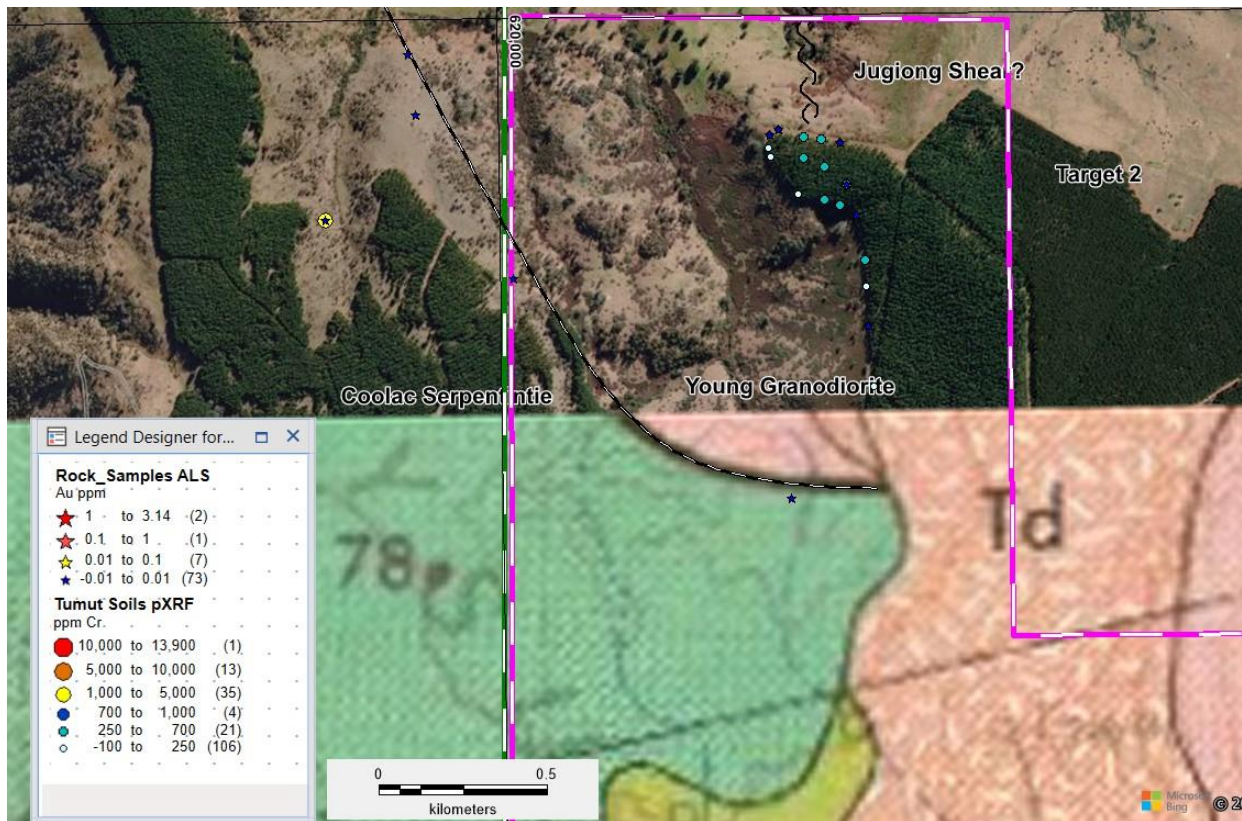 620,000
Jugiong Shear?
Target 2
Coolac Serpentintie
Young Granodiorite
Legend Designer for...
Rock_Samples ALS
Au ppm
1 to 3.14 (2)
0.1 to 1 (1)
0.01 to 0.1 (7)
-0.01 to 0.01 (73)
Tumut Soils pXRF
ppm Cr
10,000 to 13,900 (1)
5,000 to 10,000 (13)
1,000 to 5,000 (35)
700 to 1,000 (4)
250 to 700 (21)
-100 to 250 (106)
78
Td
0 0.5
kilometers
Microsoft
Bing
© 20